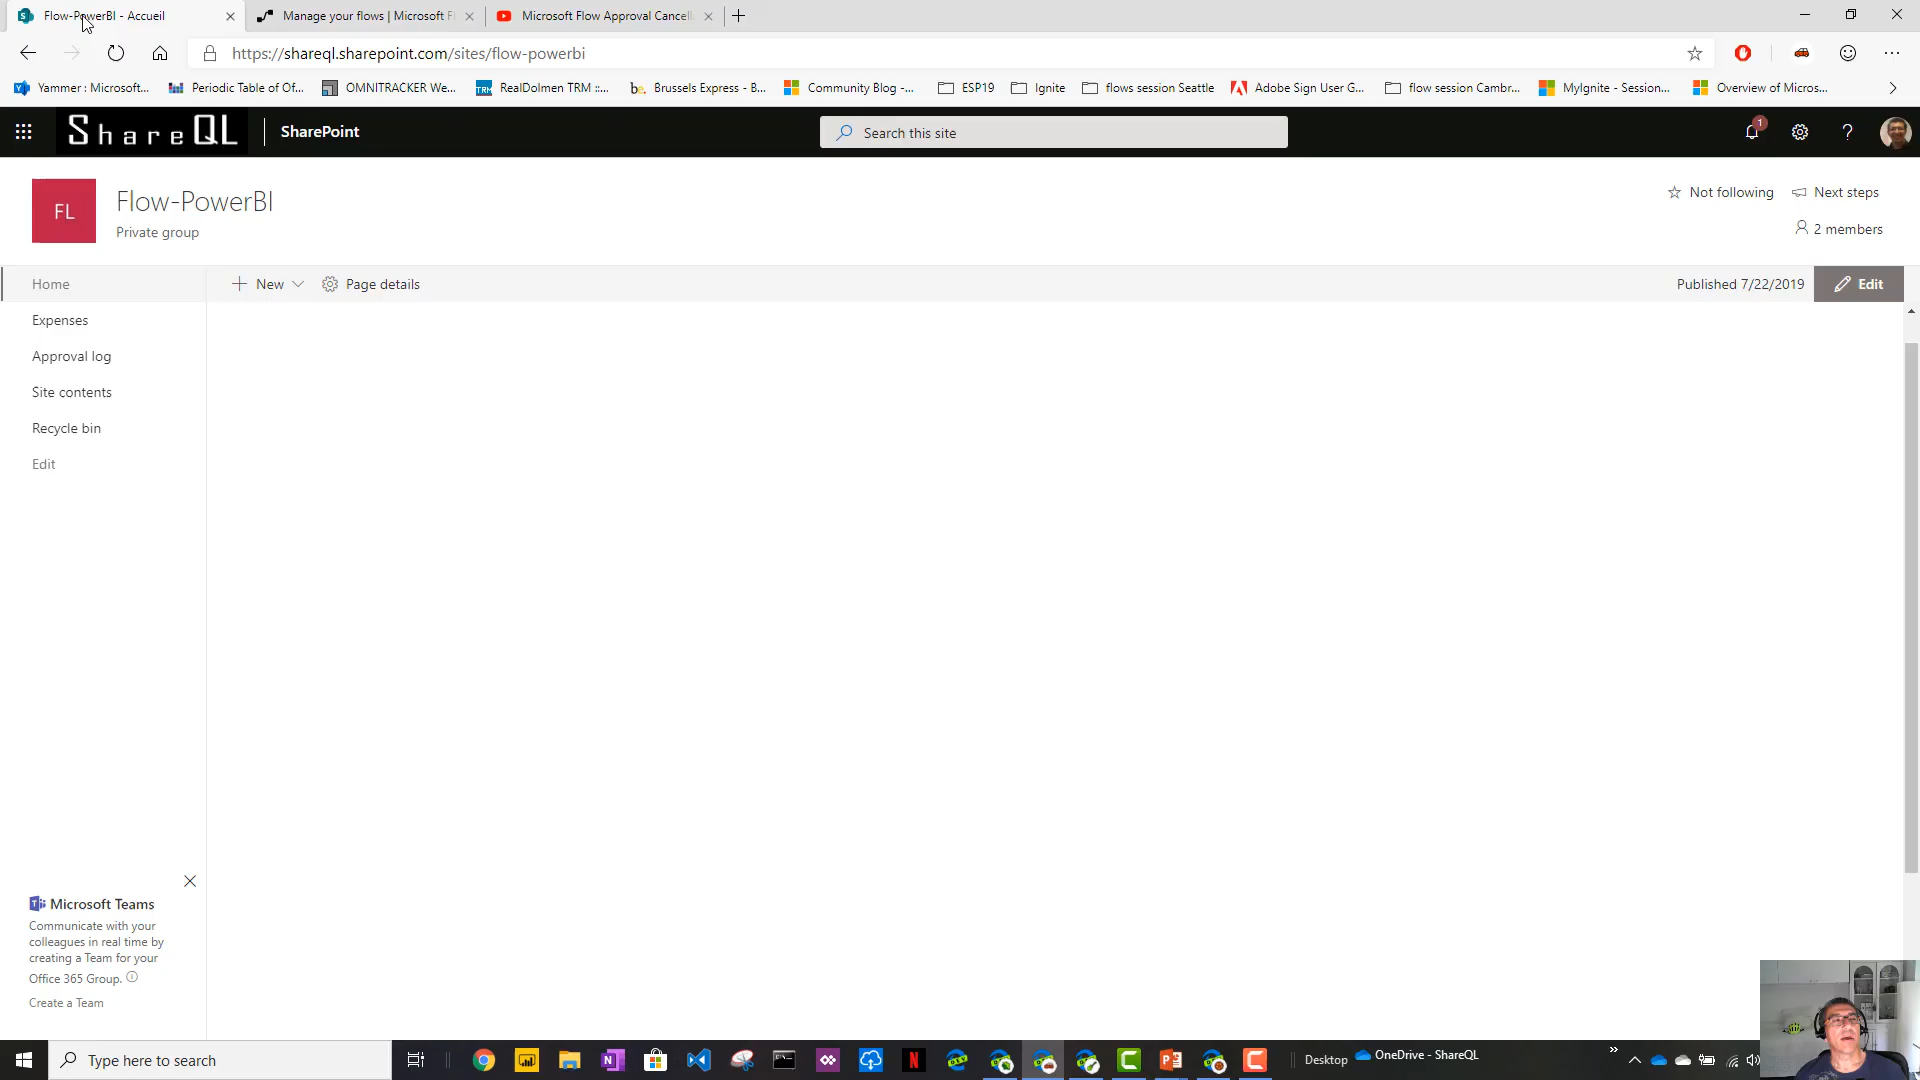 Flow-PowerBI - Accueil
Manage your flows | Microsoft Fl
Microsoft Flow Approval Cancell
https://shareql.sharepoint.com/sites/flow-powerbi
Yammer : Microsoft...
Periodic Table of Of...
OMNITRACKER We...
TRM
RealDolmen TRM ::...
be.
Brussels Express - B...
Community Blog -...
ESP19
Ignite
flows session Seattle
Adobe Sign User G...
flow session Cambr...
MyIgnite - Session...
Overview of Micros...
ShareQL
SharePoint
Search this site
1
FL
Flow-PowerBI
Private group
Not following
Next steps
2 members
Home
New
Page details
Published 7/22/2019
Edit
Expenses
Approval log
Site contents
Recycle bin
Edit
Microsoft Teams
Communicate with your
colleagues in real time by
creating a Team for your
Office 365 Group.
Create a Team
Type here to search
Desktop
OneDrive - ShareQL